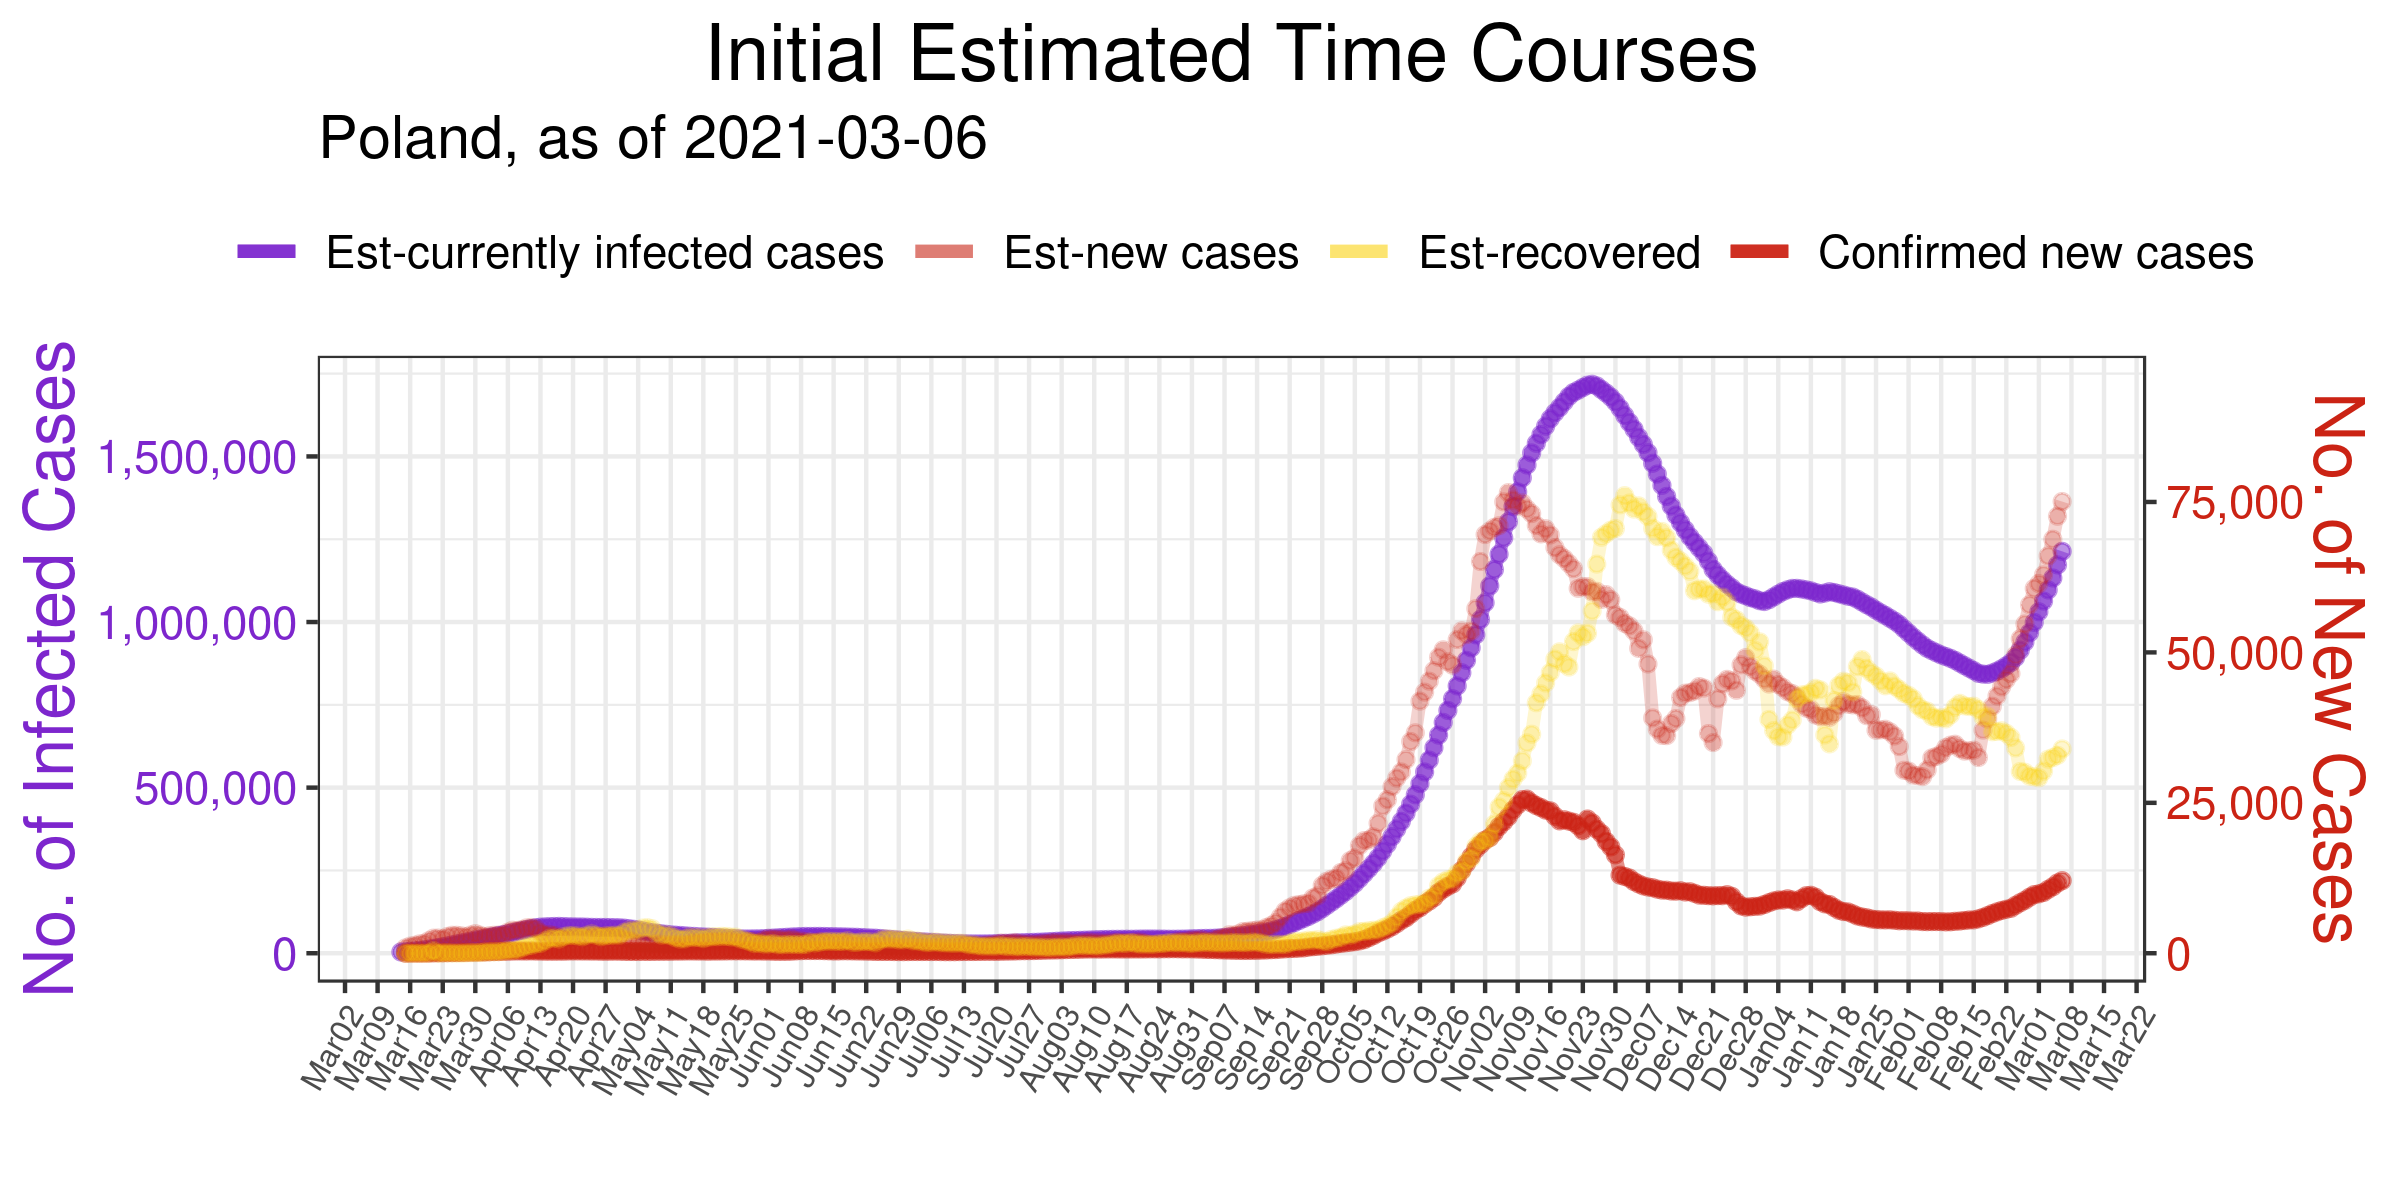 Initial Estimated Time Courses
Poland, as of 2021-03-06
Est-currently infected cases Est-new cases Est-recovered Confirmed new cases
No. of Infected Cases
1,500,000
1,000,000
500,000
0
75,000
50,000
25,000
0
No. of New Cases
Mar02 Mar09 Mar16 Mar23 Mar30 Apr06 Apr13 Apr20 Apr27 May04 May11 May18 May25 Jun01 Jun08 Jun15 Jun22 Jun29 Jul06 Jul13 Jul20 Jul27 Aug03 Aug10 Aug17 Aug24 Aug31 Sep07 Sep14 Sep21 Sep28 Oct05 Oct12 Oct19 Oct26 Nov02 Nov09 Nov16 Nov23 Nov30 Dec07 Dec14 Dec21 Dec28 Jan04 Jan11 Jan18 Jan25 Feb01 Feb08 Feb15 Feb22 Mar01 Mar08 Mar15 Mar22